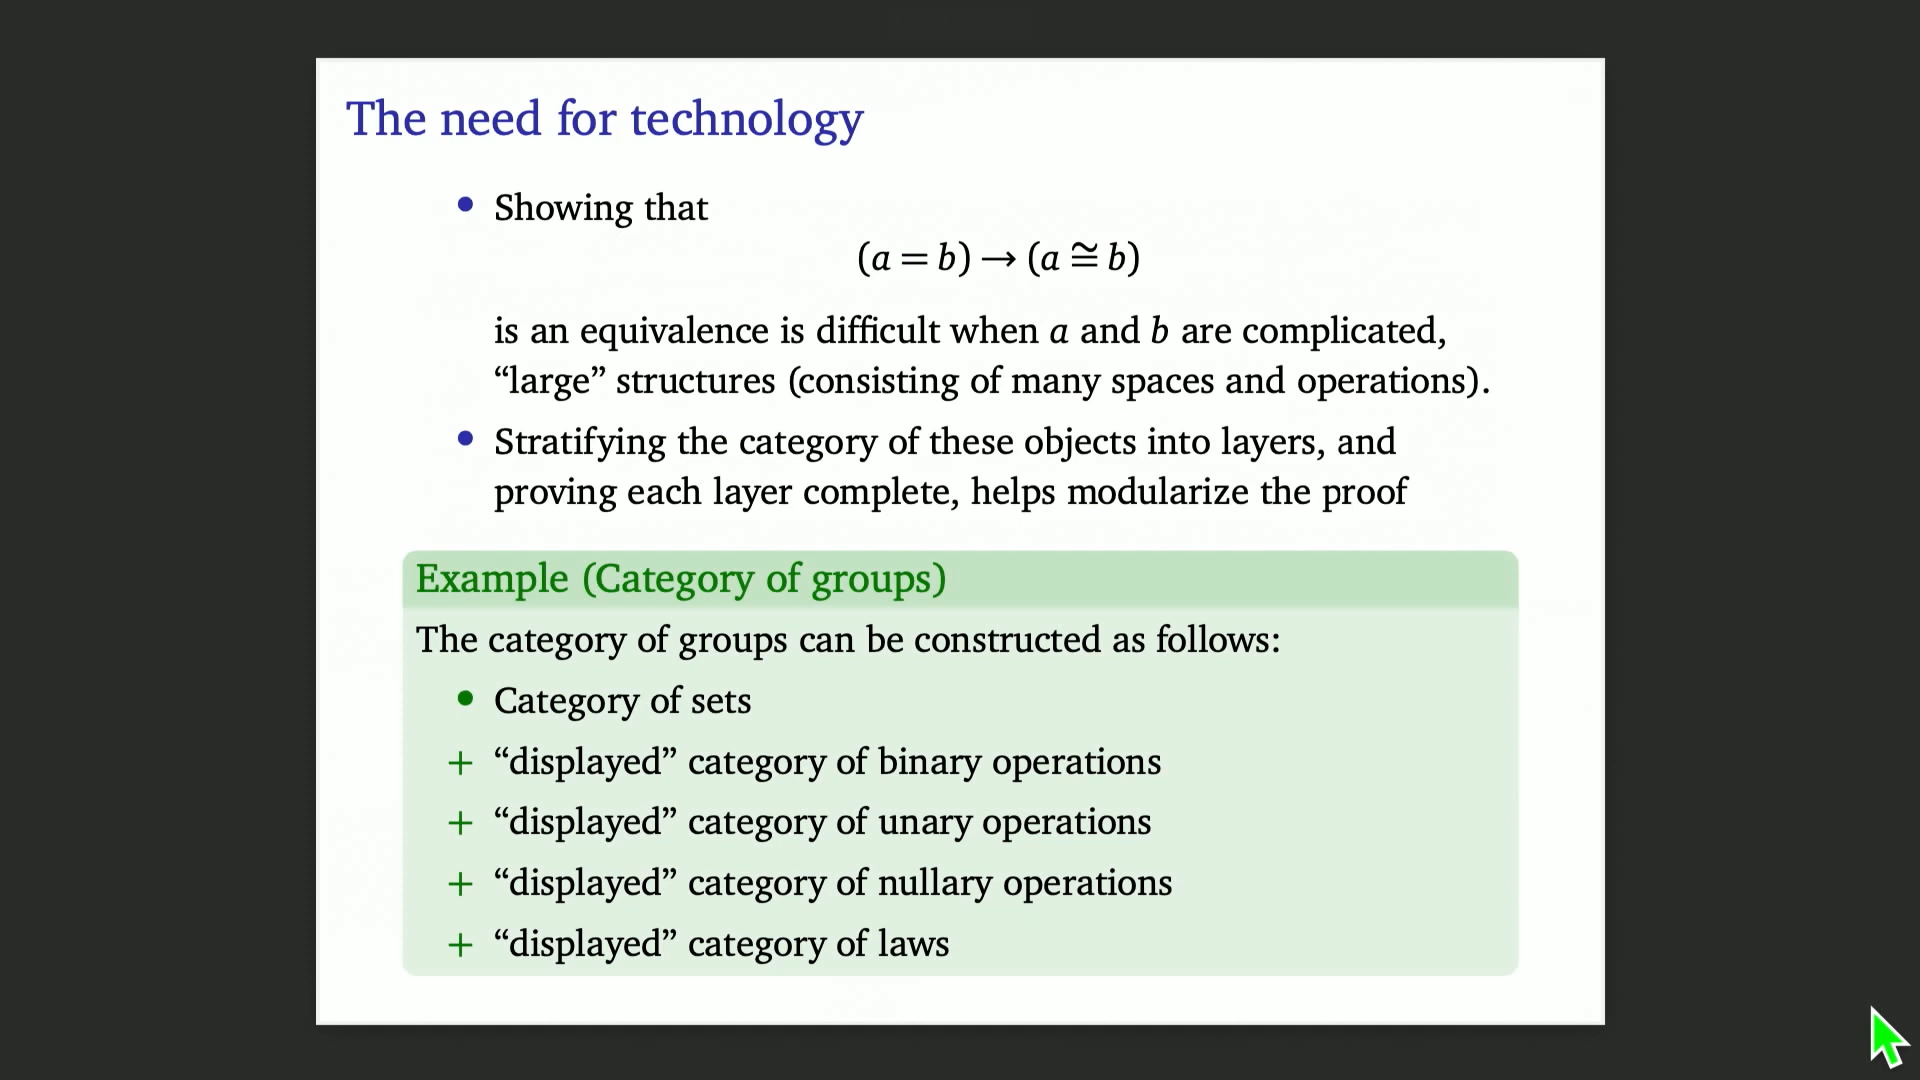 The need for technology
• Showing that
(a = b) → (a ≅ b)
is an equivalence is difficult when a and b are complicated,
“large” structures (consisting of many spaces and operations).
• Stratifying the category of these objects into layers, and
proving each layer complete, helps modularize the proof
Example (Category of groups)
The category of groups can be constructed as follows:
• Category of sets
+ “displayed” category of binary operations
+ “displayed” category of unary operations
+ “displayed” category of nullary operations
+ “displayed” category of laws